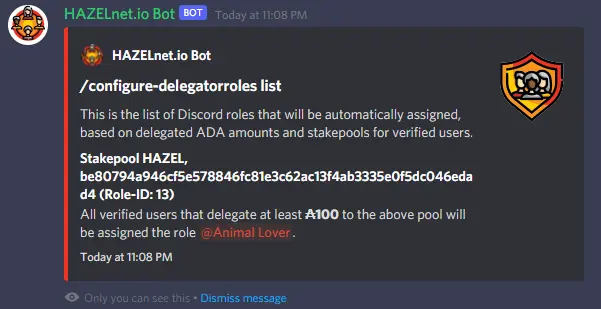 HAZELnet.io Bot BOT Today at 11:08 PM
HAZELnet.io Bot
/configure-delegatorroles list
This is the list of Discord roles that will be automatically assigned,
based on delegated ADA amounts and stakepools for verified users.
Stakepool HAZEL,
be80794a946cf5e578846fc81e3c62ac13f4ab3335e0f5dc046eda
d4 (Role-ID: 13)
All verified users that delegate at least ₳100 to the above pool will
be assigned the role @Animal Lover.
Today at 11:08 PM
Only you can see this • Dismiss message